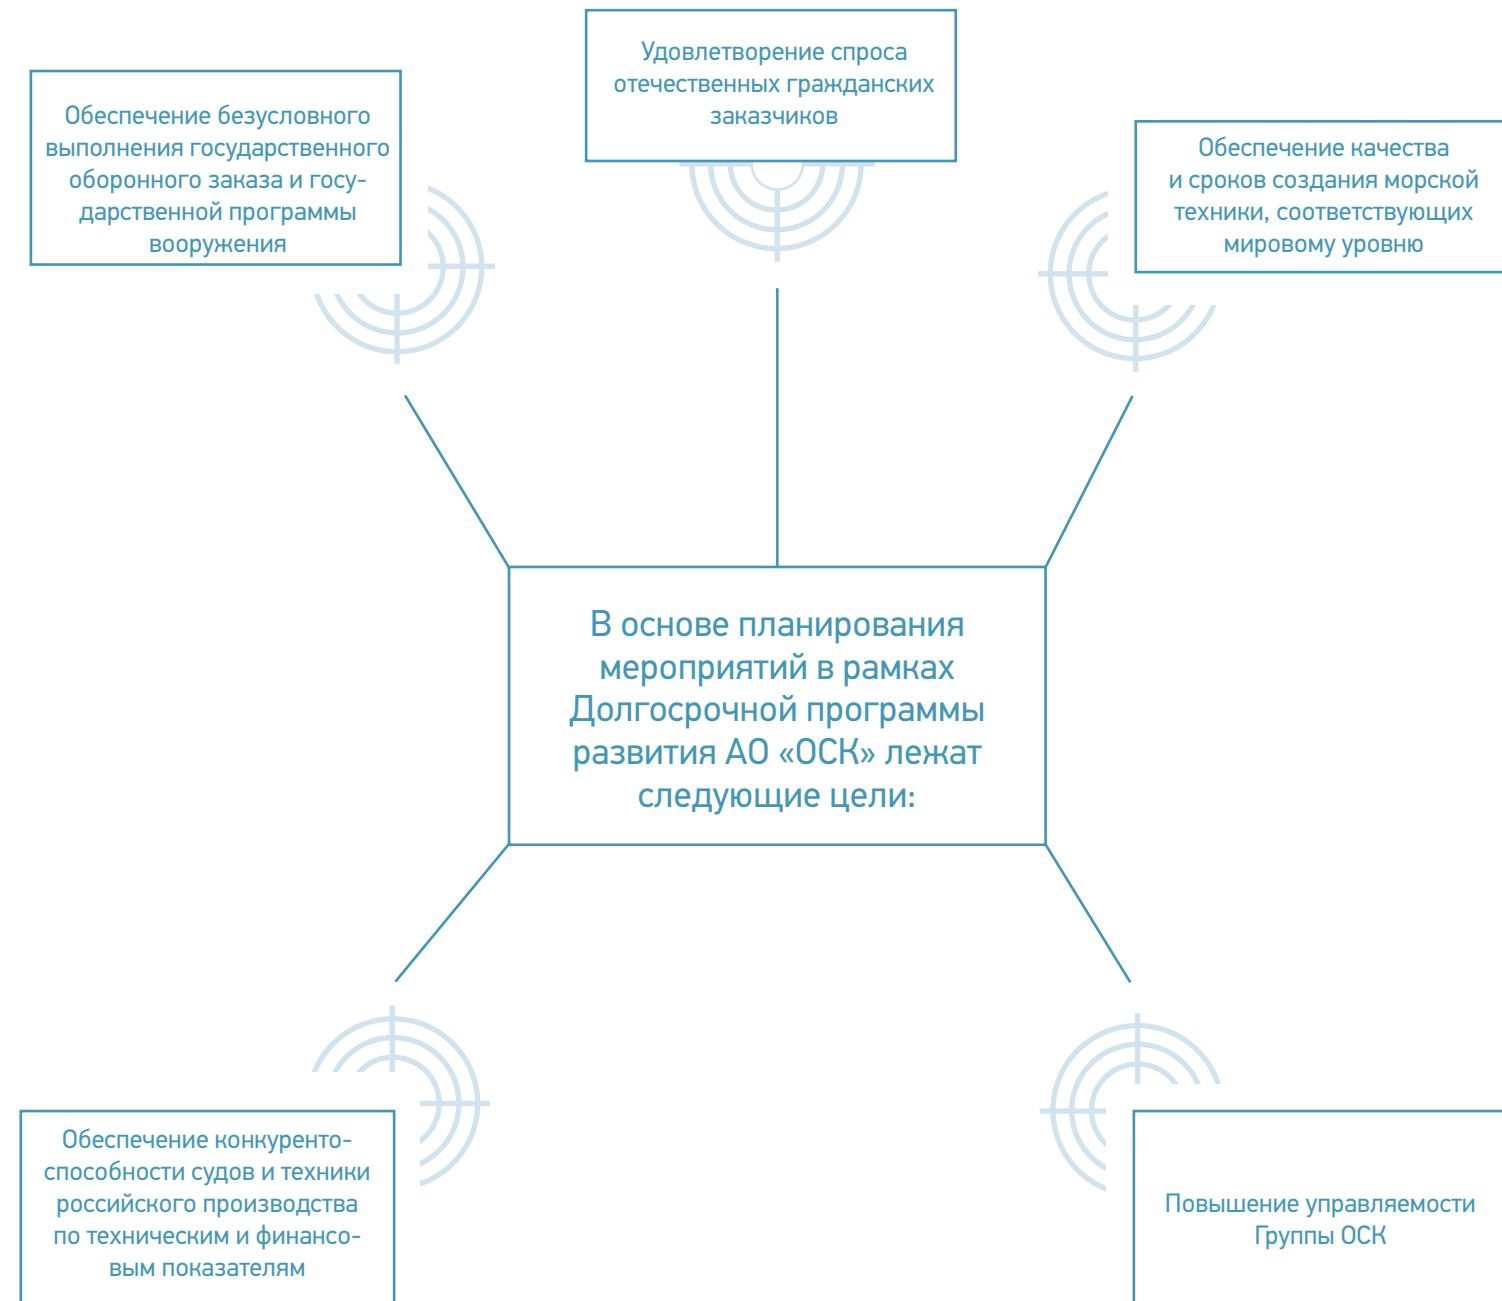 Удовлетворение спроса
отечественных гражданских
заказчиков
Обеспечение безусловного
выполнения государственного
оборонного заказа и госу-
дарственной программы
вооружения
Обеспечение качества
и сроков создания морской
техники, соответствующих
мировому уровню
В основе планирования
мероприятий в рамках
Долгосрочной программы
развития АО «ОСК» лежат
следующие цели:
Обеспечение конкуренто-
способности судов и техники
российского производства
по техническим и финансо-
вым показателям
Повышение управляемости
Группы ОСК